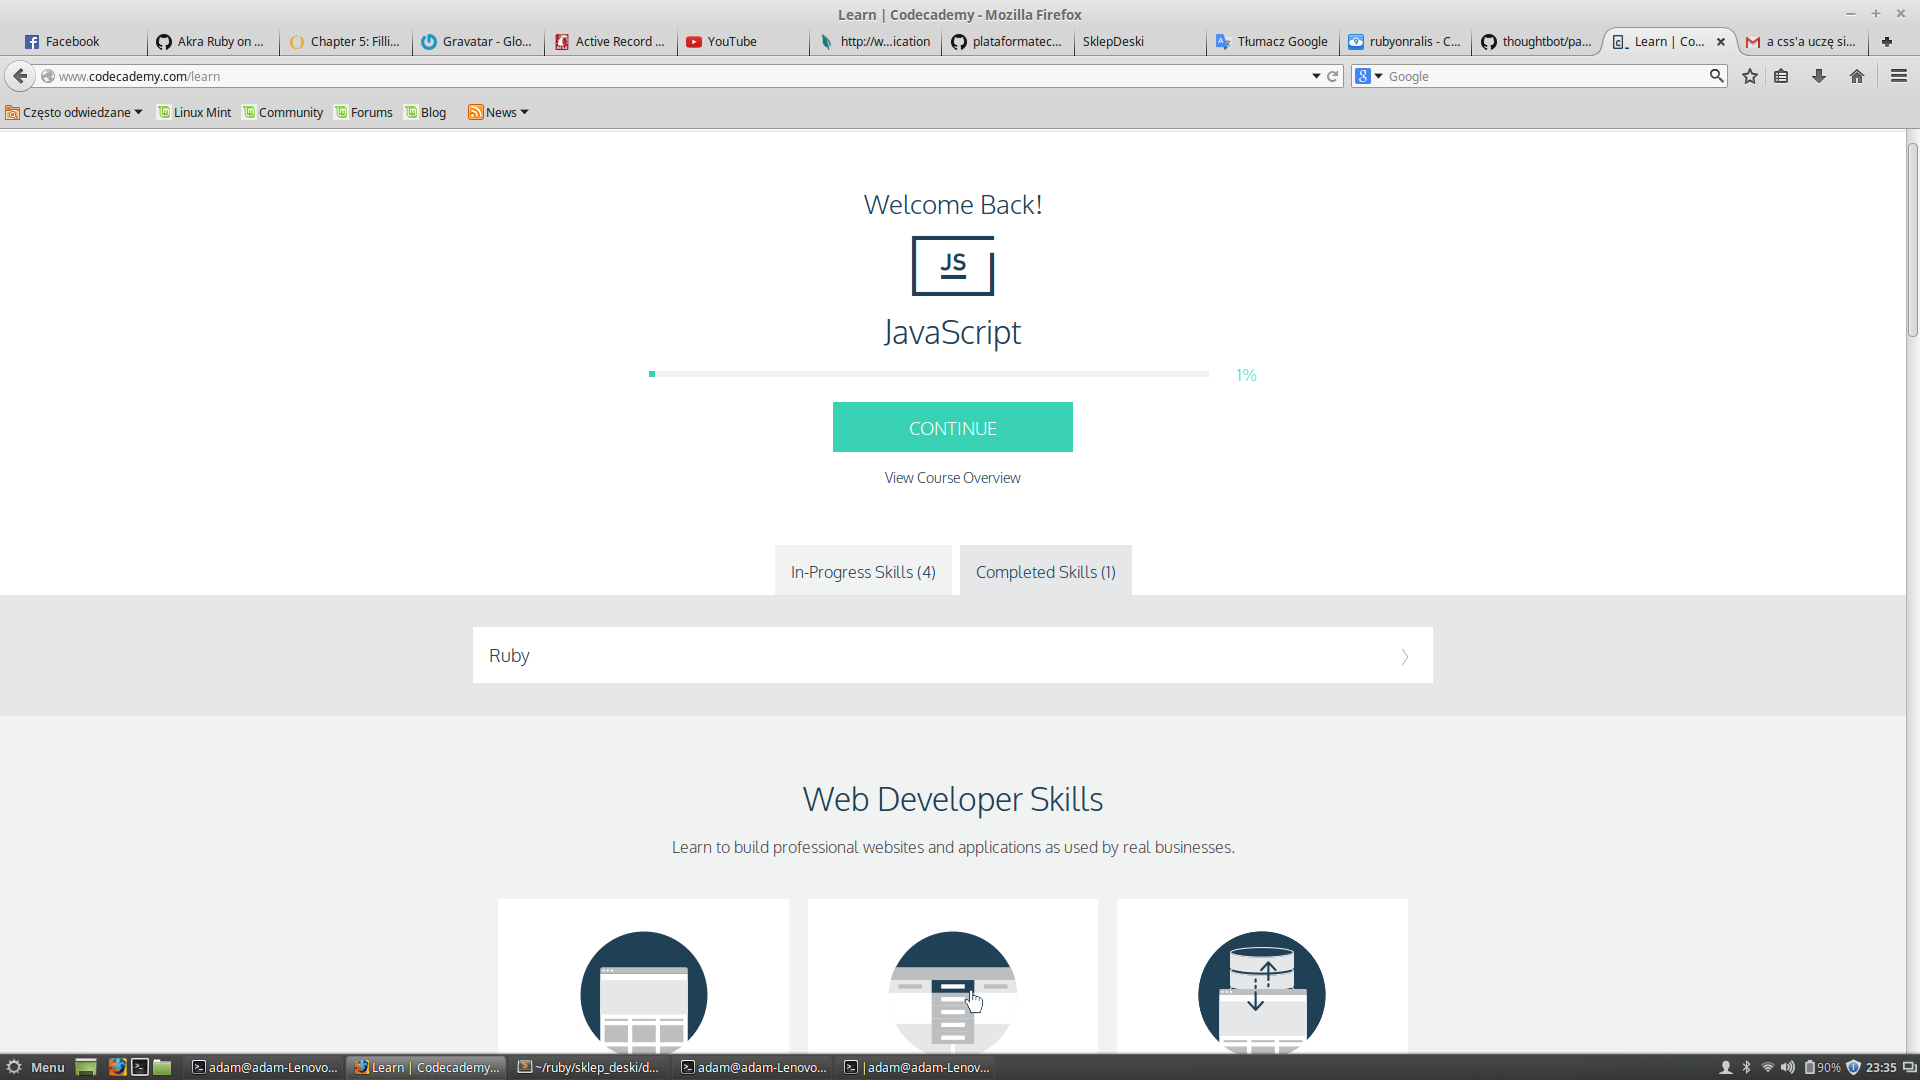 Learn | Codecademy - Mozilla Firefox
Facebook
Akra Ruby on ...
Chapter 5: Filli...
Gravatar - Glo...
Active Record ...
YouTube
http://w...ication
plataformatec...
SklepDeski
Tłumacz Google
rubyonralis - C...
thoughtbot/pa...
Learn | Co...
a css'a uczę si...
www.codecademy.com/learn
Google
Często odwiedzane
Linux Mint
Community
Forums
Blog
News
Welcome Back!
JS
JavaScript
1%
CONTINUE
View Course Overview
In-Progress Skills (4)
Completed Skills (1)
Ruby
Web Developer Skills
Learn to build professional websites and applications as used by real businesses.
Menu
adam@adam-Lenovo...
Learn | Codecademy...
~/ruby/sklep_deski/d...
adam@adam-Lenovo...
|adam@adam-Lenov...
90%
23:35